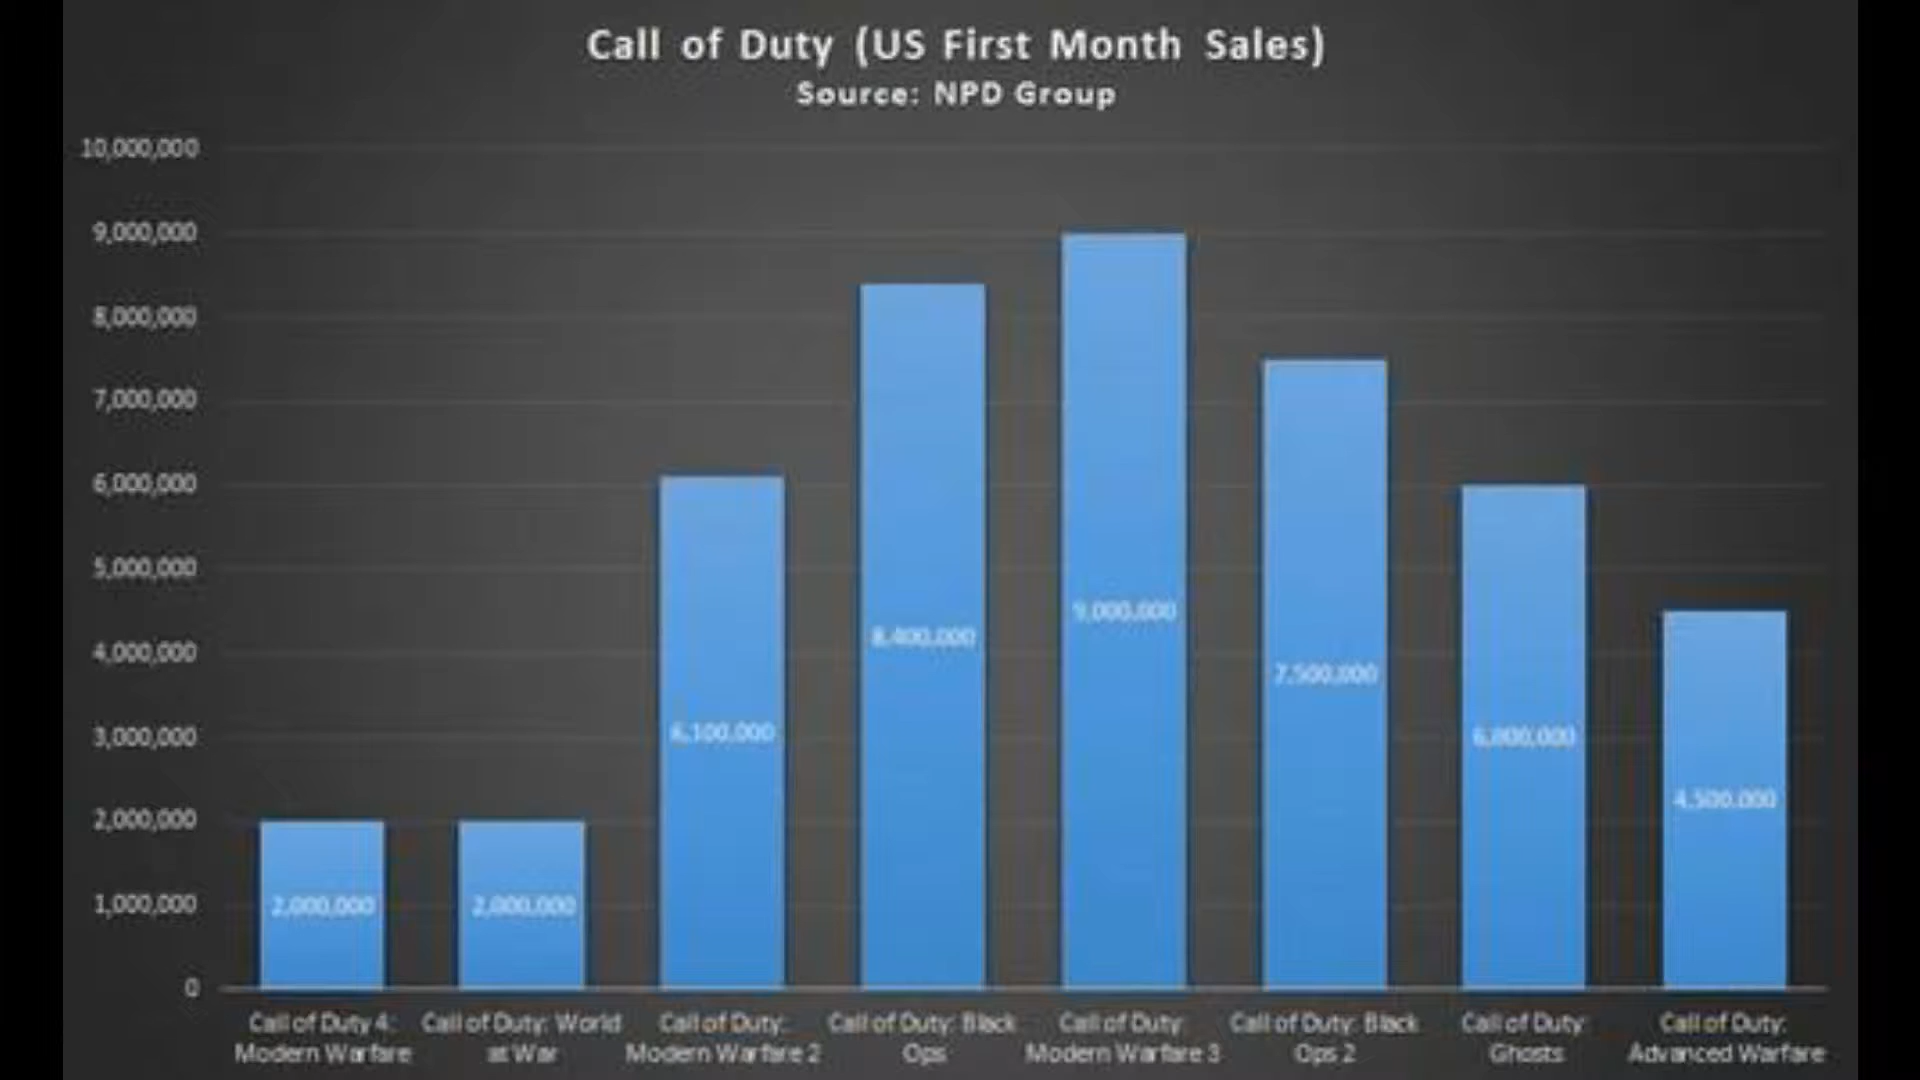 Call of Duty (US First Month Sales)
Source: NPD Group
10,000,000
9,000,000
8,000,000
7,000,000
6,000,000
5,000,000
4,000,000
3,000,000
2,000,000
1,000,000
0
2,000,000
2,000,000
6,100,000
8,400,000
9,000,000
7,500,000
6,000,000
4,500,000
Call of Duty 4:
Modern Warfare
Call of Duty: World
at War
Call of Duty:
Modern Warfare 2
Call of Duty: Black
Ops
Call of Duty:
Modern Warfare 3
Call of Duty: Black
Ops 2
Call of Duty:
Ghosts
Call of Duty:
Advanced Warfare